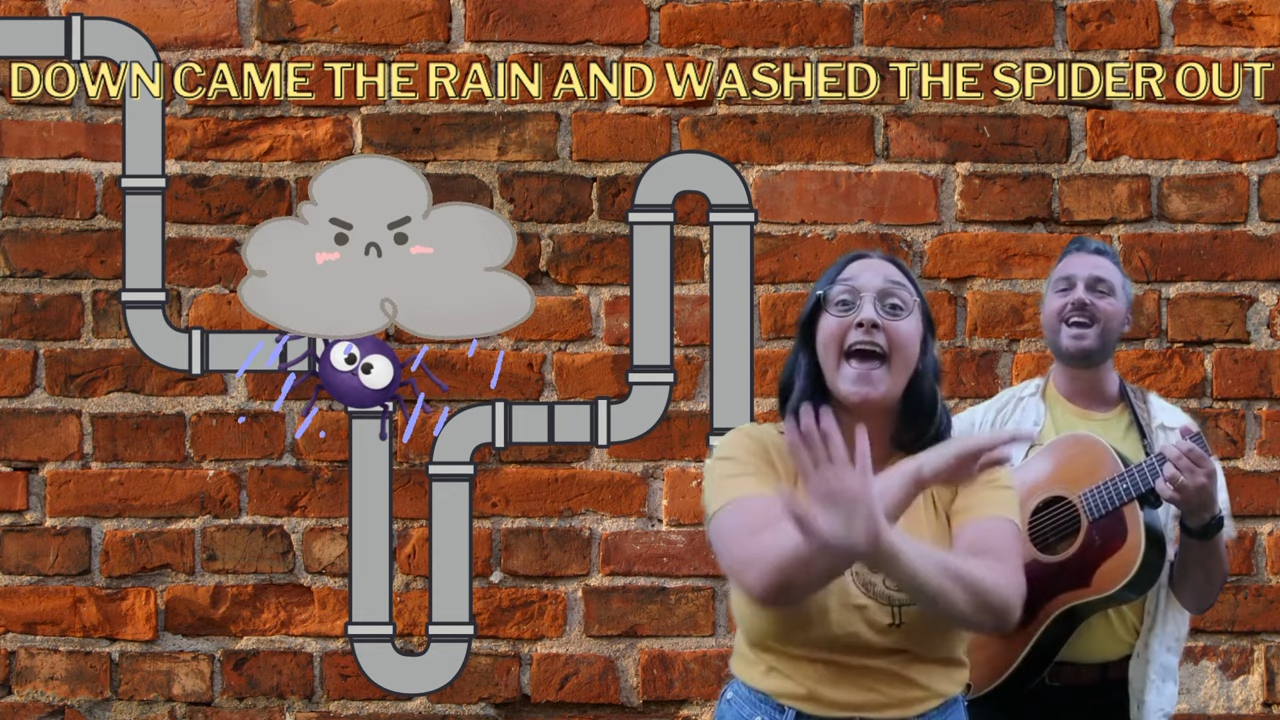 DOWN CAME THE RAIN AND WASHED THE SPIDER OUT